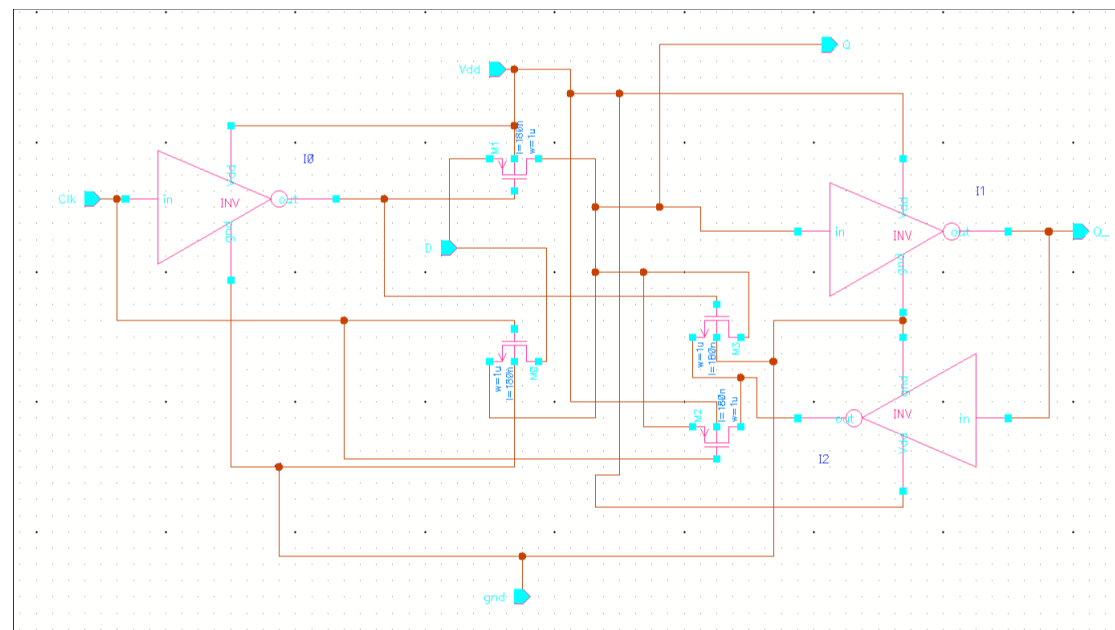 Q
Vdd
M1
l=180n
w=1u
I0
Vdd
Clk
in
INV
out
gnd
I1
Vdd
in
INV
out
Q_
gnd
D
w=1u
l=180n
M0
w=1u
l=180n
M3
M2
l=180n
w=1u
gnd
out
INV
in
Vdd
I2
gnd